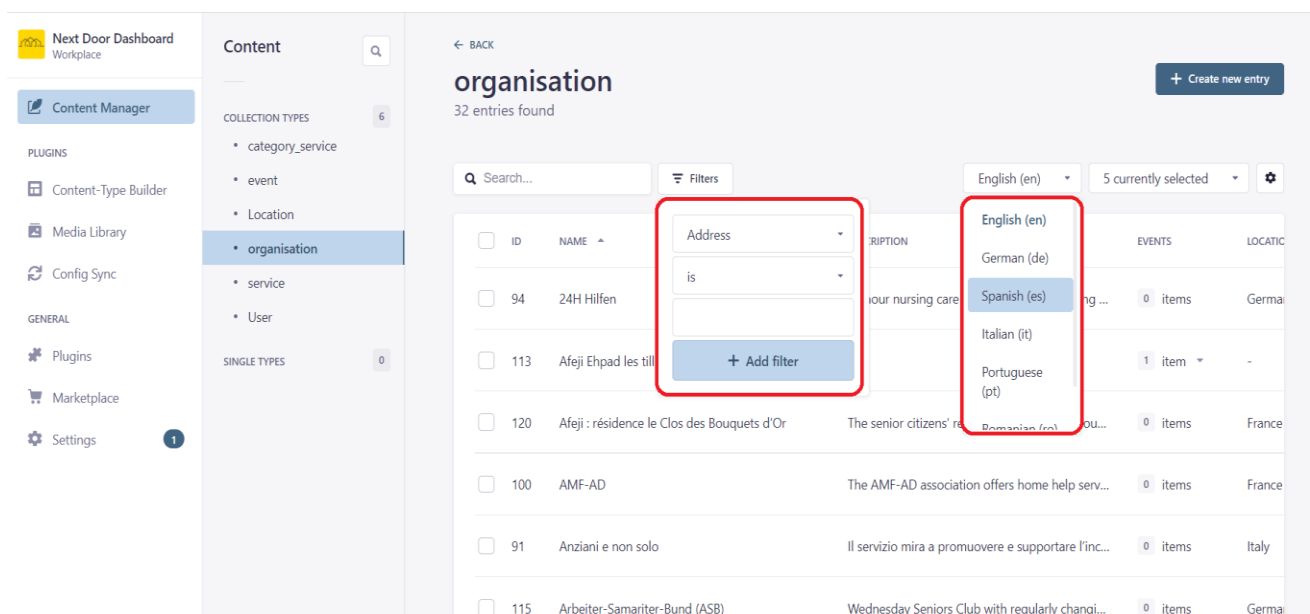 Next Door Dashboard
Workplace
Content Manager
PLUGINS
Content-Type Builder
Media Library
Config Sync
GENERAL
Plugins
Marketplace
Settings 1
Content
COLLECTION TYPES 6
• category_service
• event
• Location
• organisation
• service
• User
SINGLE TYPES 0
← BACK
organisation
32 entries found
+ Create new entry
Search...
Filters
English (en)
5 currently selected
Address
is
+ Add filter
English (en)
German (de)
Spanish (es)
Italian (it)
Portuguese
(pt)
Romanian (ro)
ID NAME RIPTION EVENTS LOCATIO
94 24H Hilfen our nursing care ng ... 0 items Germa
113 Afeji Ehpad les till 1 item -
120 Afeji : résidence le Clos des Bouquets d'Or The senior citizens' re ou... 0 items France
100 AMF-AD The AMF-AD association offers home help serv... 0 items France
91 Anziani e non solo Il servizio mira a promuovere e supportare l'inc... 0 items Italy
115 Arbeiter-Samariter-Bund (ASB) Wednesday Seniors Club with regularly changi... 0 items Germa